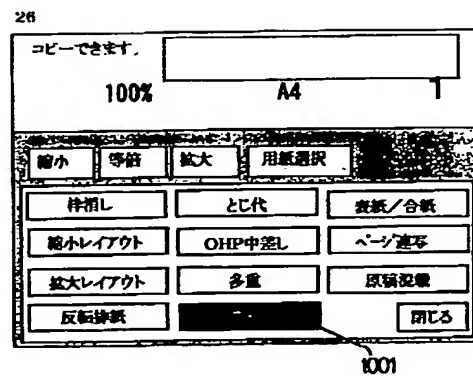 26
コピーできます.
100% A4 1
縮小 等倍 拡大 用紙選択
枠消し とじ代 表紙/合紙
縮小レイアウト OHP中差し ページ連写
拡大レイアウト 多重 原稿混載
反転排紙 閉じる
1001